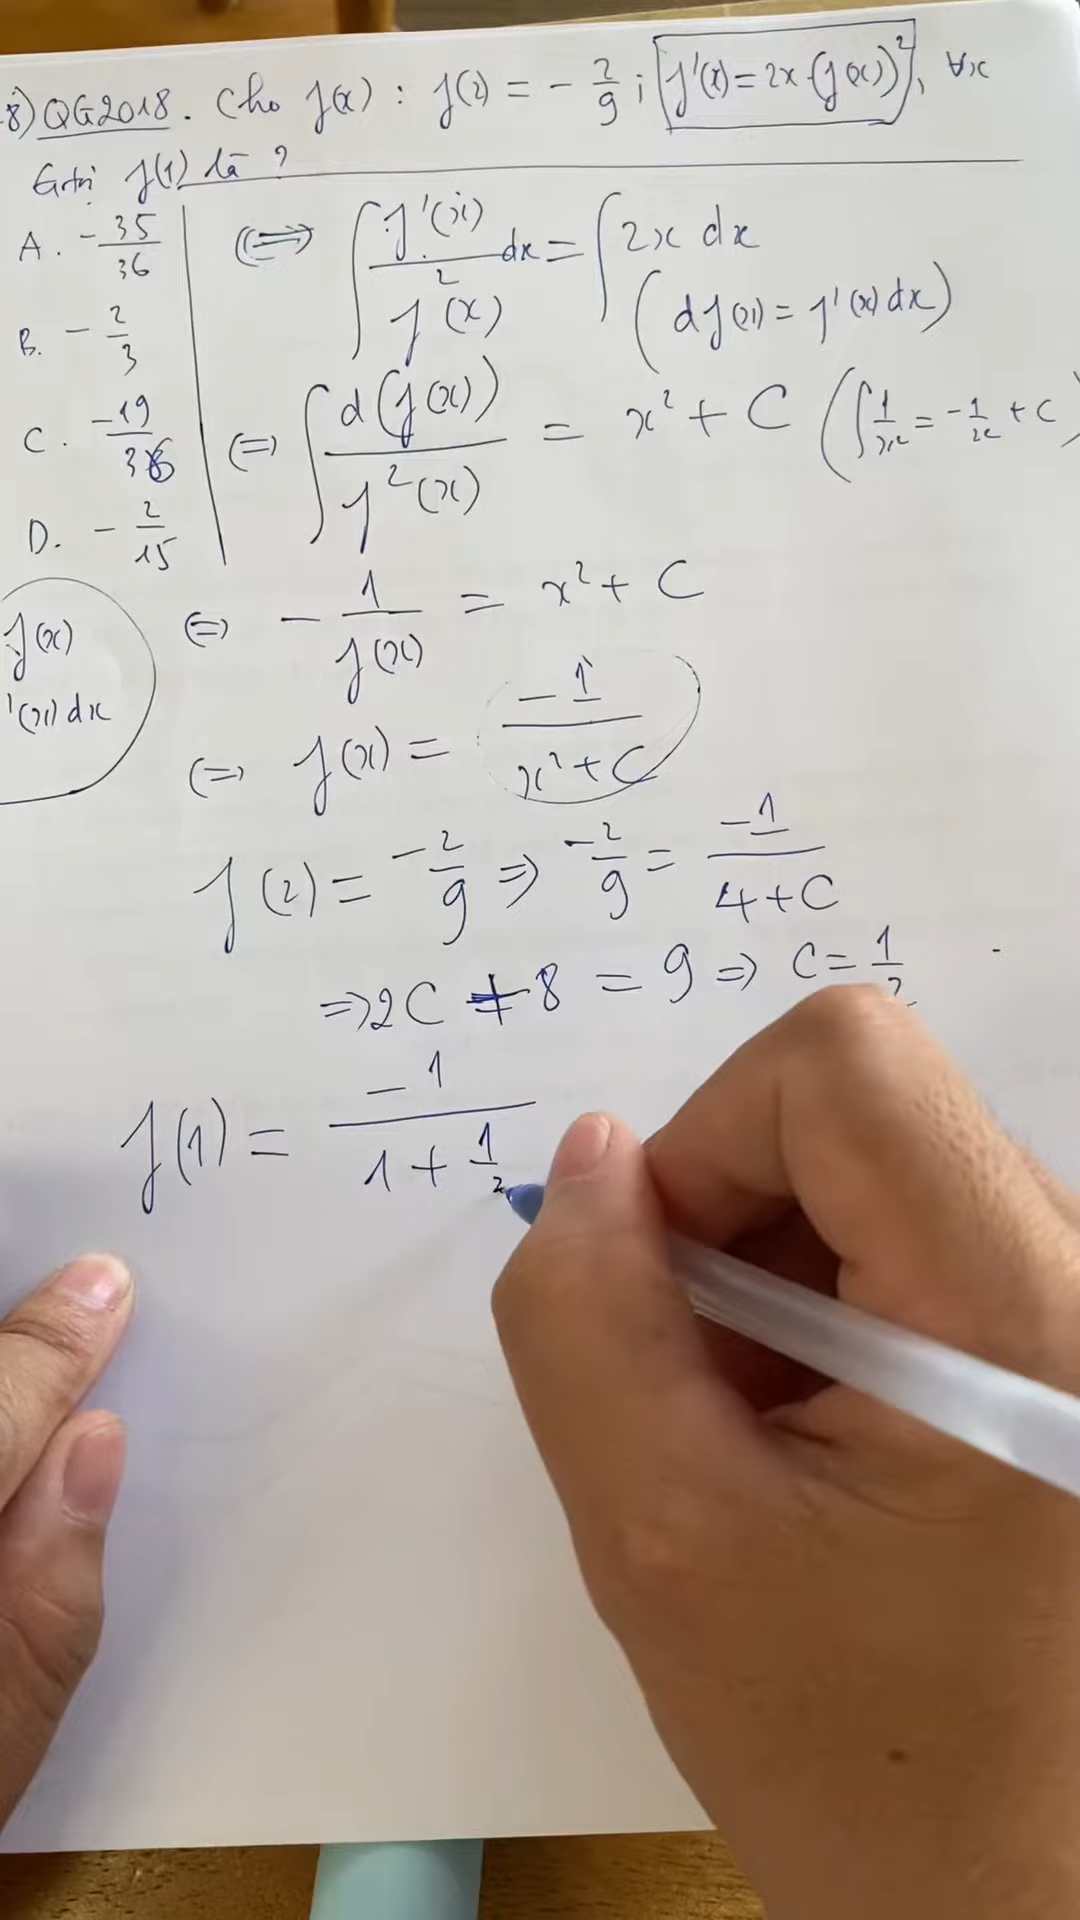 8) QG2018. Cho f(x) : f(2) = - 2/9 ; f'(x) = 2x.(f(x))², ∀x
Gtrị f(1) là ?
A. -35/36
B. - 2/3
C. -19/36
D. - 2/15
⇔ ∫ f'(x)/f²(x) dx = ∫ 2x dx
(df(x) = f'(x) dx)
⇔ ∫ d(f(x))/f²(x) = x² + C (∫ 1/x² = -1/x + C)
f(x)
'(x) dx
⇔ - 1/f(x) = x² + C
⇔ f(x) = -1/(x² + C)
f(2) = -2/9 ⇒ -2/9 = -1/(4+C)
⇒ 2C + 8 = 9 ⇒ C = 1/2
f(1) = -1/(1 + 1/2)